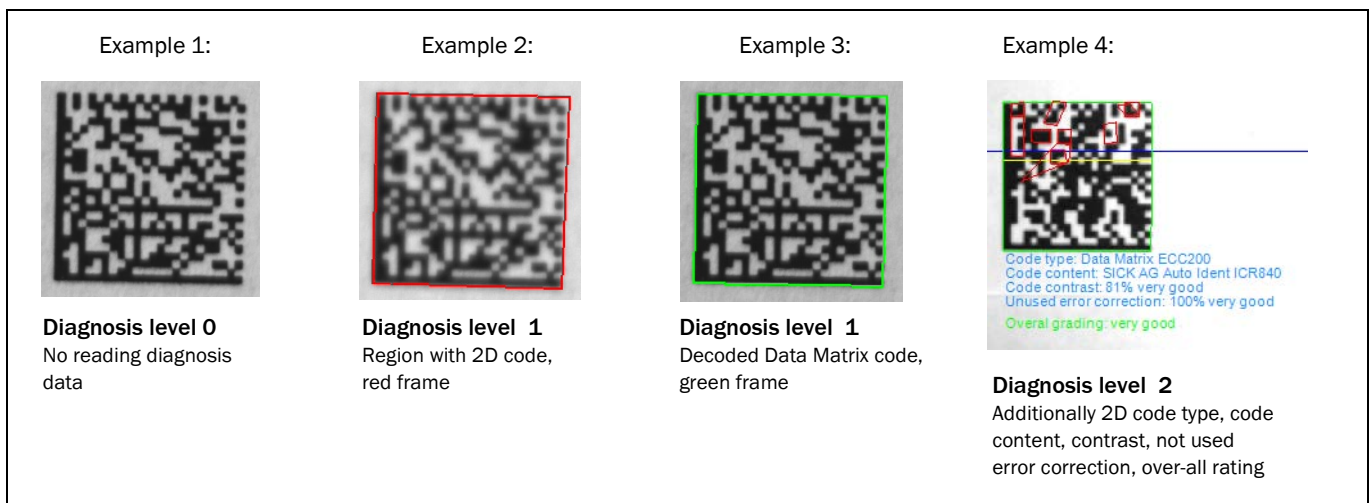 Example 1:
Example 2:
Example 3:
Example 4:
Code type: Data Matrix ECC200
Code content: SICK AG Auto Ident ICR840
Code contrast: 81% very good
Unused error correction: 100% very good
Overal grading: very good
Diagnosis level 0
No reading diagnosis
data
Diagnosis level 1
Region with 2D code,
red frame
Diagnosis level 1
Decoded Data Matrix code,
green frame
Diagnosis level 2
Additionally 2D code type, code
content, contrast, not used
error correction, over-all rating